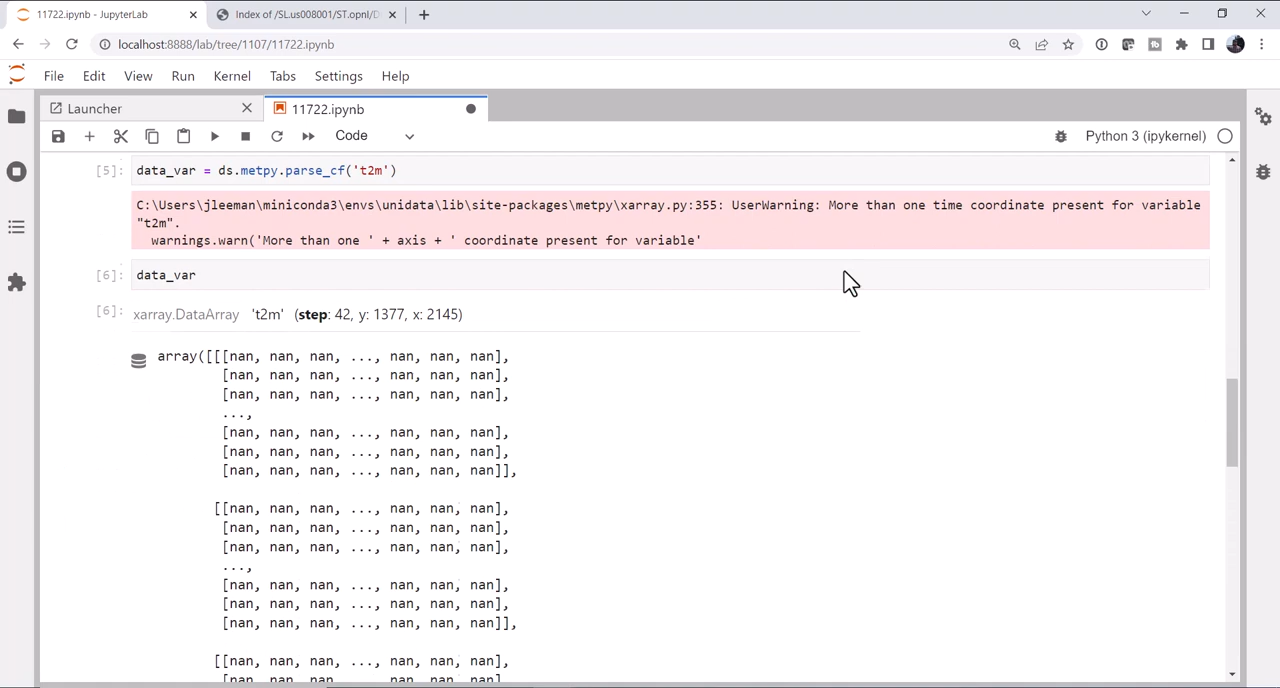 11722.ipynb - JupyterLab
Index of /SL.us008001/ST.opnl/D
localhost:8888/lab/tree/1107/11722.ipynb
File Edit View Run Kernel Tabs Settings Help
Launcher
11722.ipynb
Code
Python 3 (ipykernel)
[5]: data_var = ds.metpy.parse_cf('t2m')
C:\Users\jleeman\miniconda3\envs\unidata\lib\site-packages\metpy\xarray.py:355: UserWarning: More than one time coordinate present for variable
"t2m".
warnings.warn('More than one ' + axis + ' coordinate present for variable'
[6]: data_var
[6]: xarray.DataArray 't2m' (step: 42, y: 1377, x: 2145)
array([[[nan, nan, nan, ..., nan, nan, nan],
[nan, nan, nan, ..., nan, nan, nan],
[nan, nan, nan, ..., nan, nan, nan],
...,
[nan, nan, nan, ..., nan, nan, nan],
[nan, nan, nan, ..., nan, nan, nan],
[nan, nan, nan, ..., nan, nan, nan]],
[[nan, nan, nan, ..., nan, nan, nan],
[nan, nan, nan, ..., nan, nan, nan],
[nan, nan, nan, ..., nan, nan, nan],
...,
[nan, nan, nan, ..., nan, nan, nan],
[nan, nan, nan, ..., nan, nan, nan],
[nan, nan, nan, ..., nan, nan, nan]],
[[nan, nan, nan, ..., nan, nan, nan],
[nan, nan, nan, ..., nan, nan, nan],